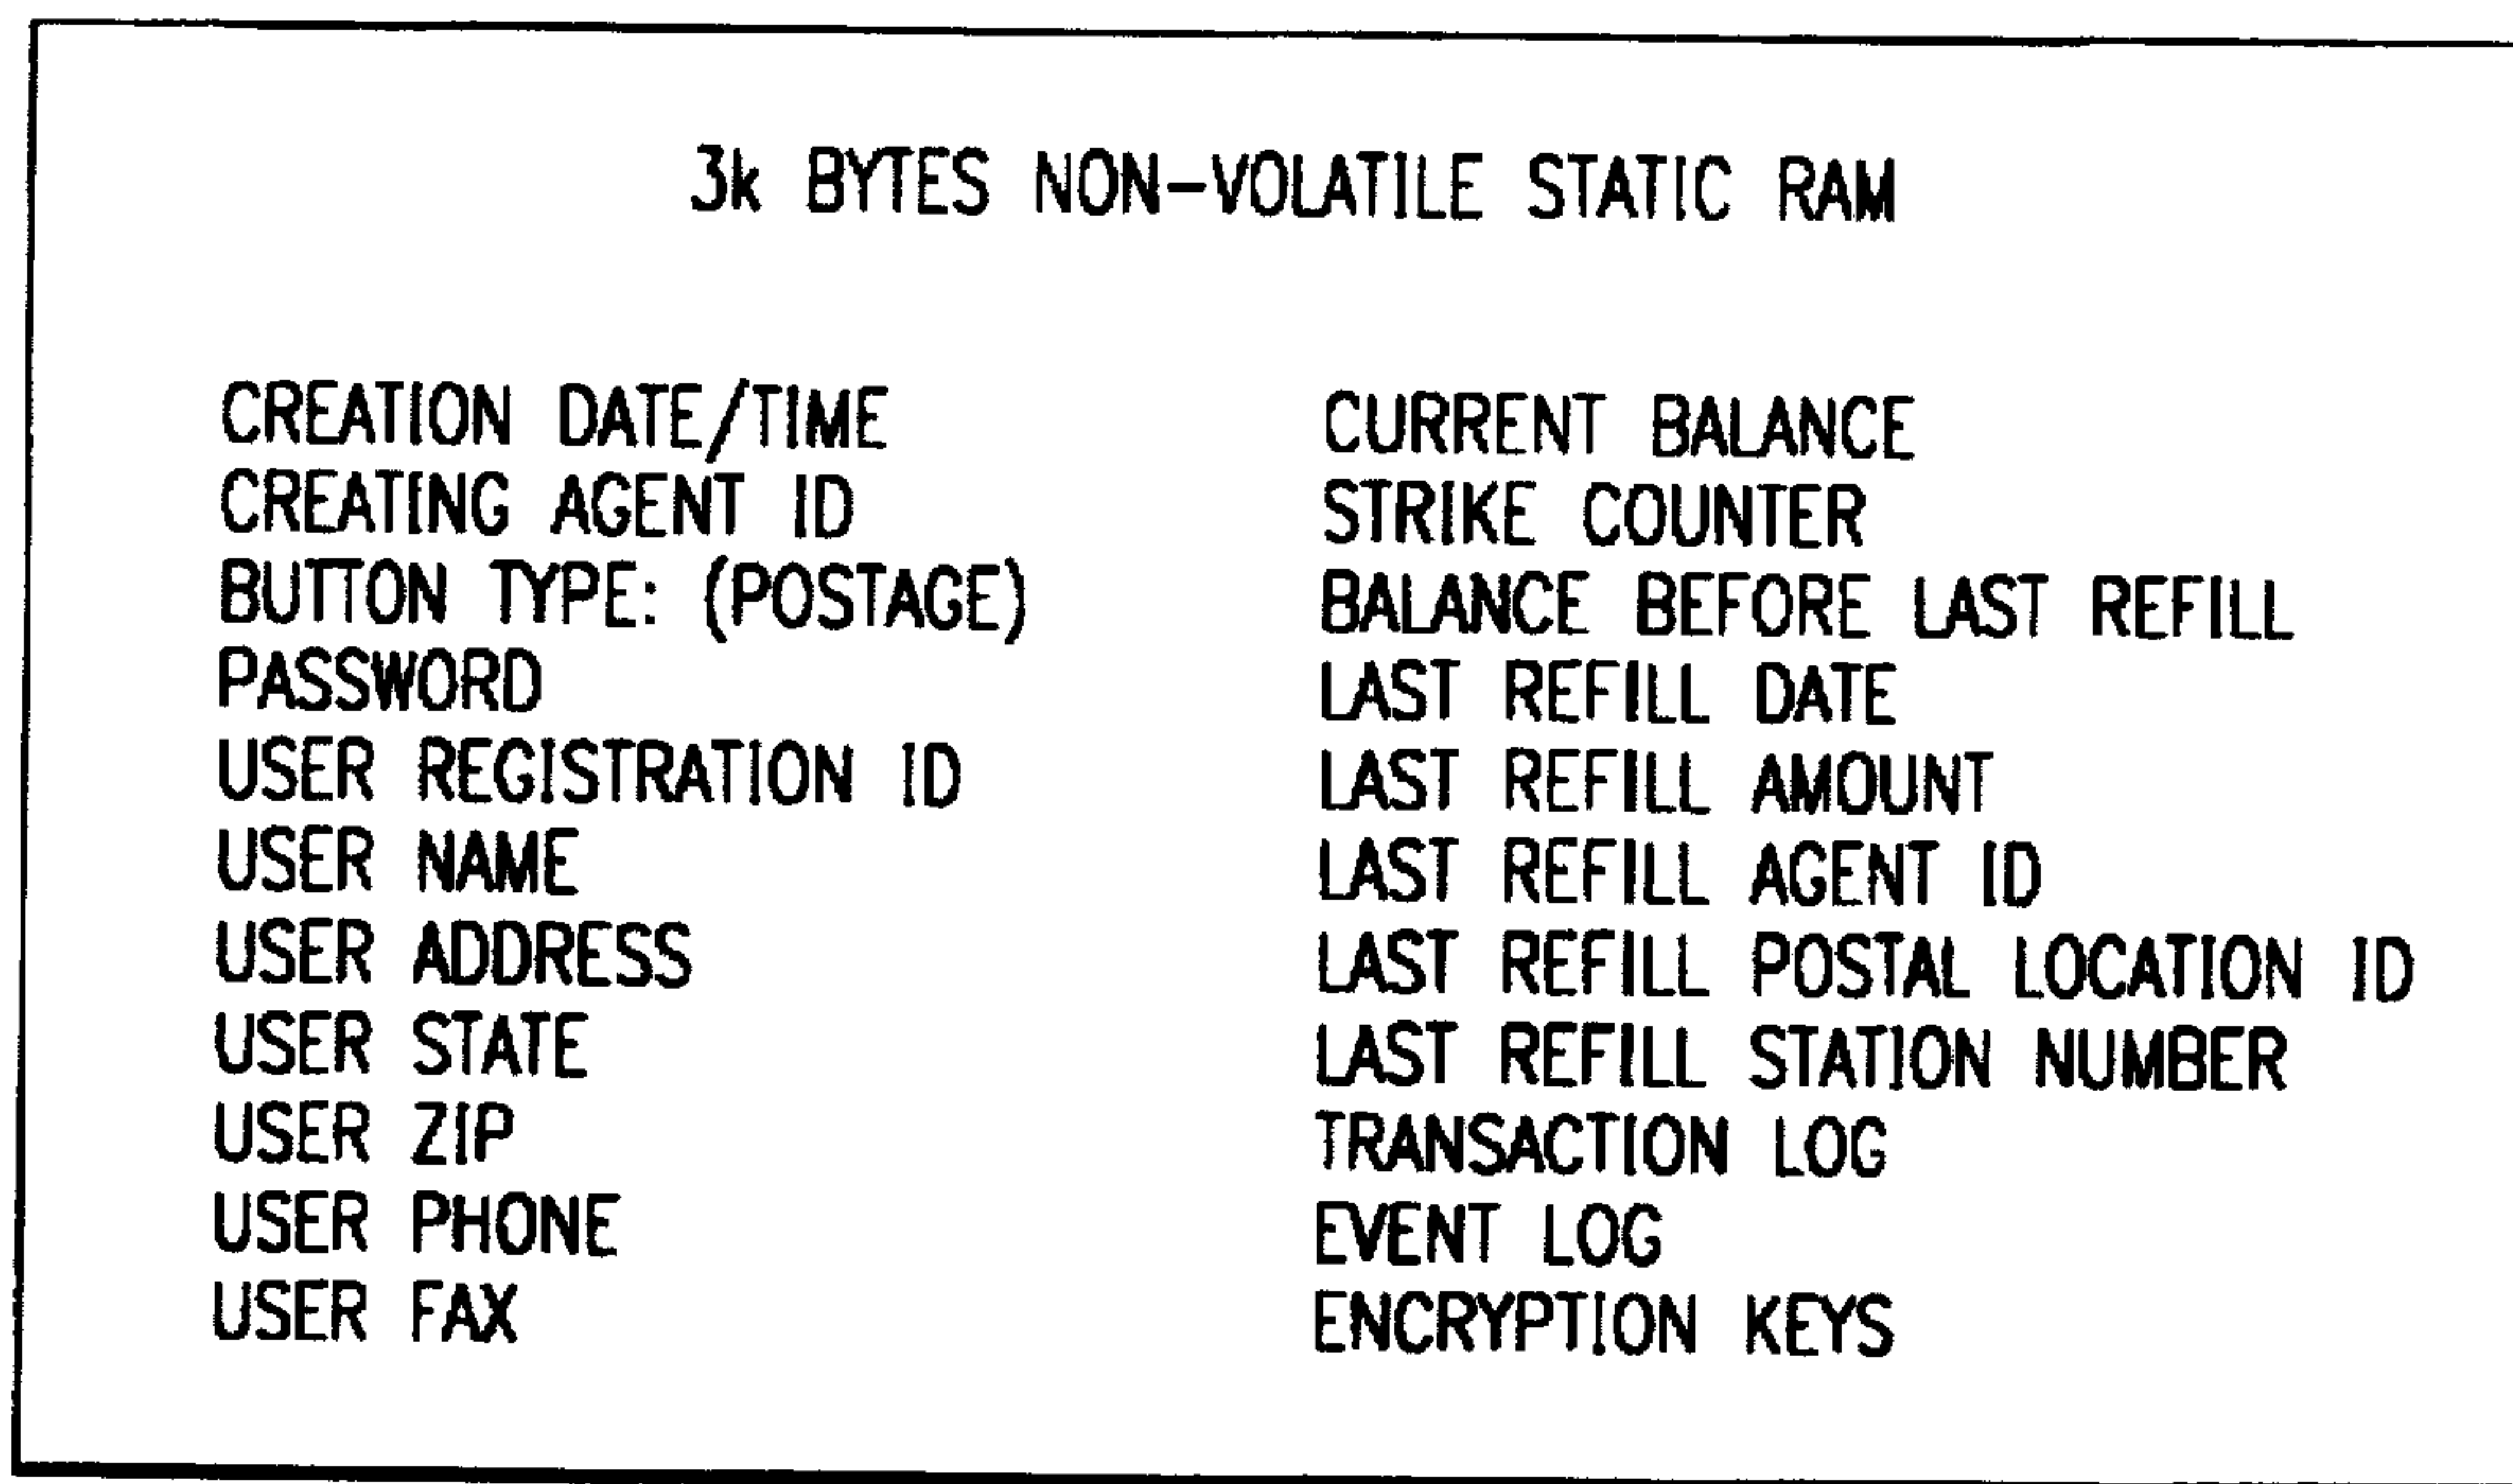 3k BYTES NON-VOLATILE STATIC RAM
CREATION DATE/TIME
CREATING AGENT ID
BUTTON TYPE: (POSTAGE)
PASSWORD
USER REGISTRATION ID
USER NAME
USER ADDRESS
USER STATE
USER ZIP
USER PHONE
USER FAX
CURRENT BALANCE
STRIKE COUNTER
BALANCE BEFORE LAST REFILL
LAST REFILL DATE
LAST REFILL AMOUNT
LAST REFILL AGENT ID
LAST REFILL POSTAL LOCATION ID
LAST REFILL STATION NUMBER
TRANSACTION LOG
EVENT LOG
ENCRYPTION KEYS